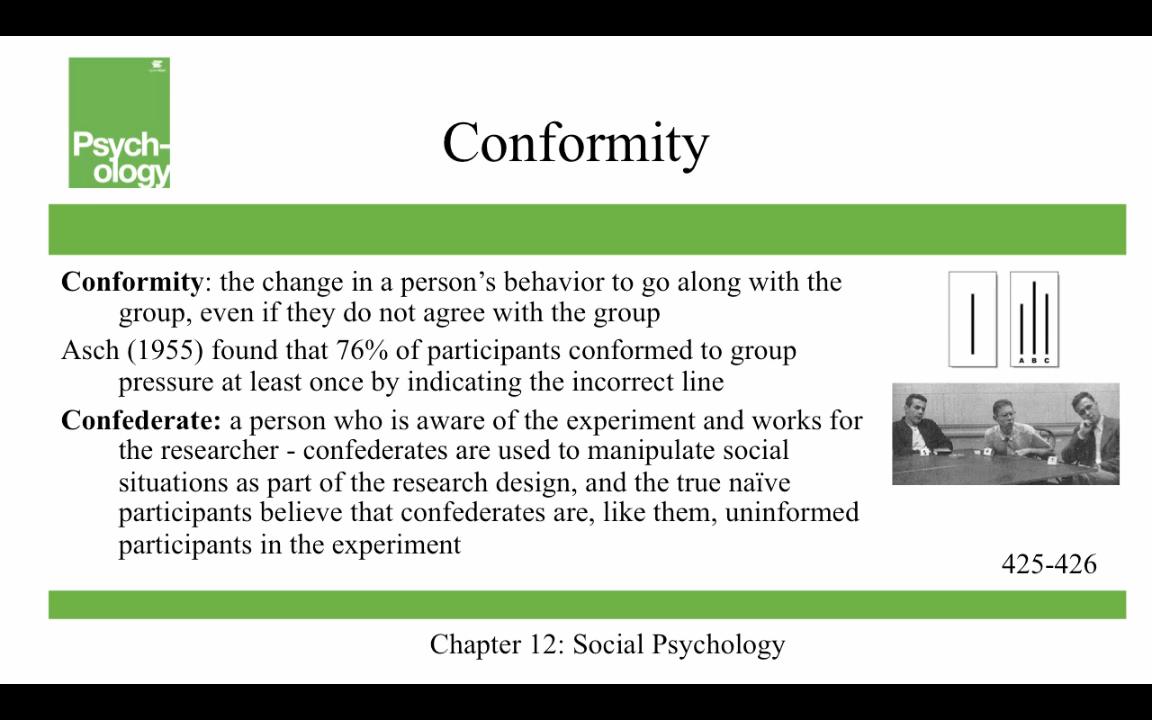 Psych-
ology
Conformity
Conformity: the change in a person’s behavior to go along with the
group, even if they do not agree with the group
Asch (1955) found that 76% of participants conformed to group
pressure at least once by indicating the incorrect line
Confederate: a person who is aware of the experiment and works for
the researcher - confederates are used to manipulate social
situations as part of the research design, and the true naïve
participants believe that confederates are, like them, uninformed
participants in the experiment
A B C
425-426
Chapter 12: Social Psychology